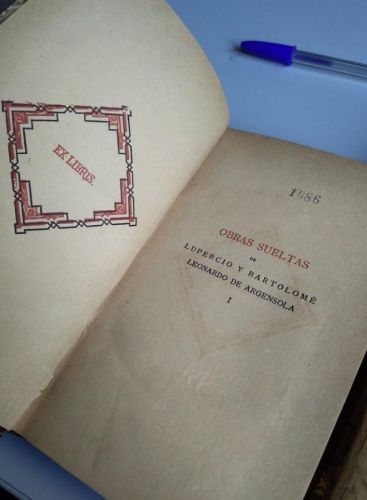 EX LIBRIS.
1086
OBRAS SUELTAS
DE
LUPERCIO Y BARTOLOMÉ
LEONARDO DE ARGENSOLA
I